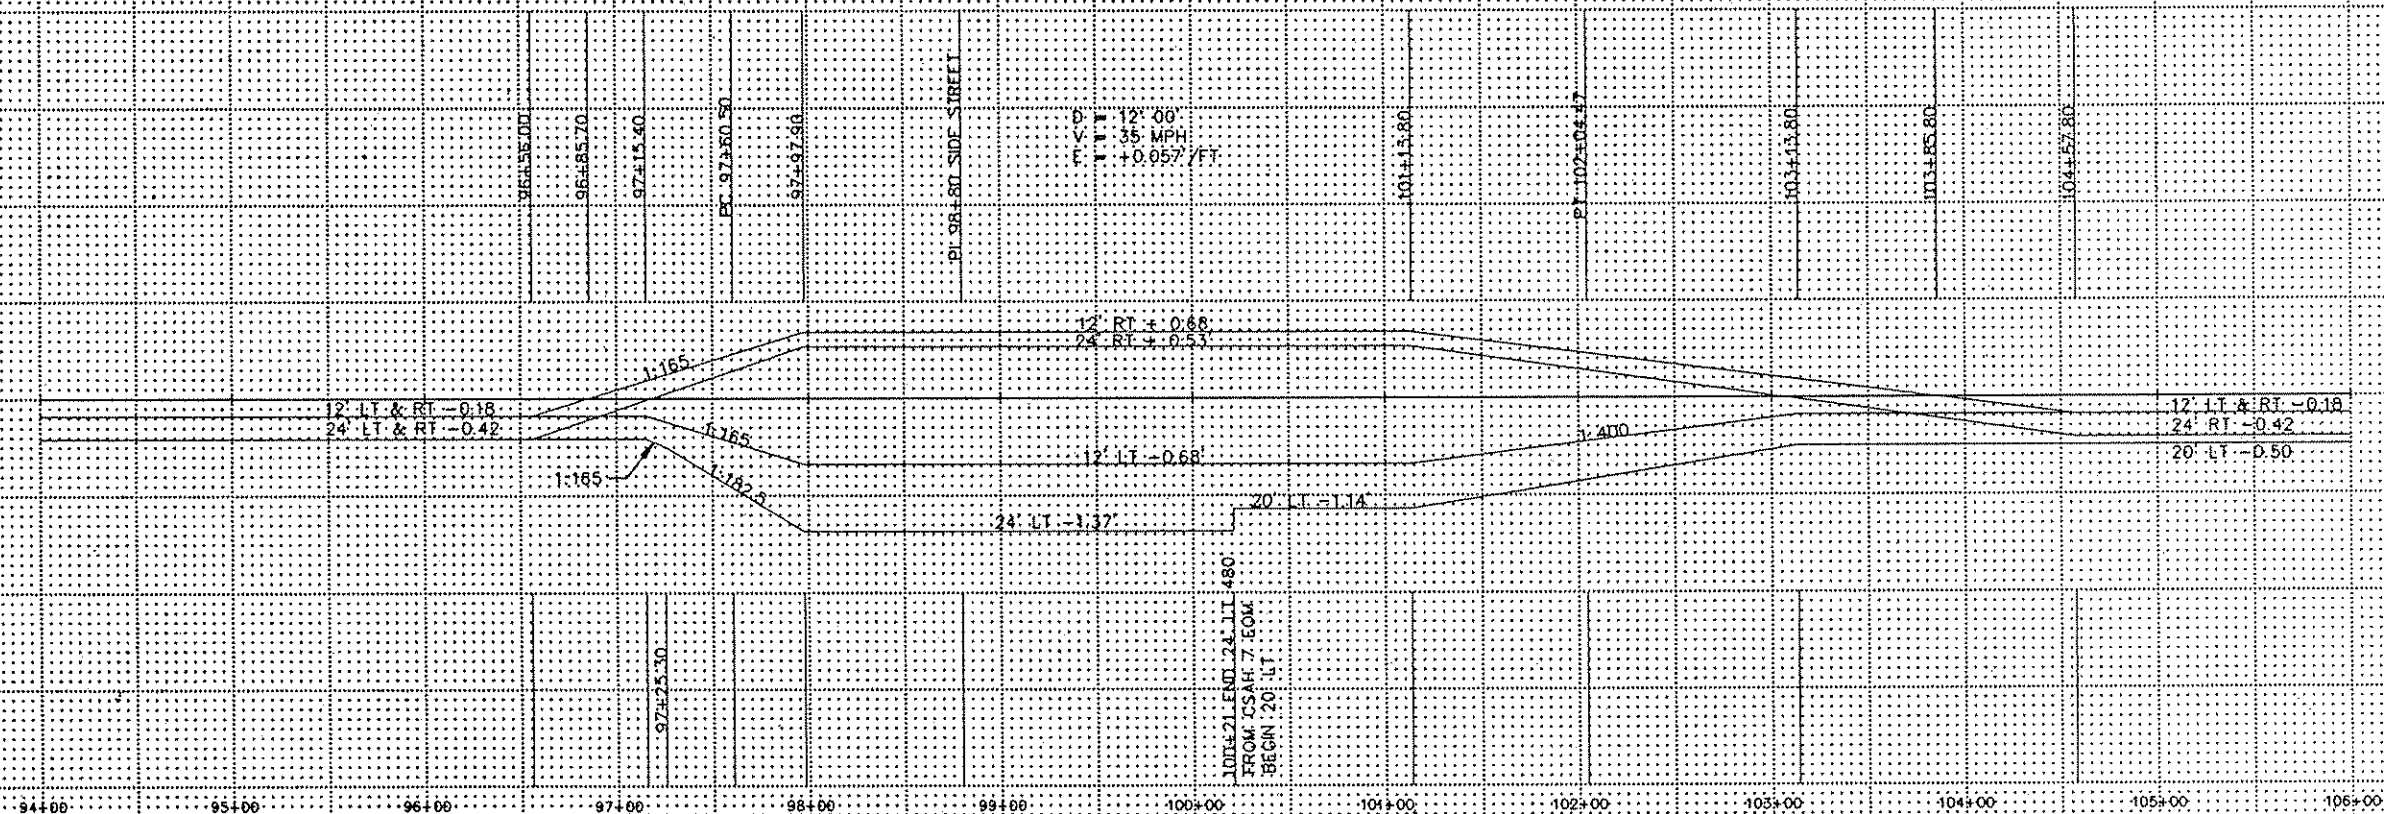 96+56.00
96+85.70
97+15.40
PC 97+60.50
97+97.90
PI 98+80 SIDE STREET
D = 12° 00'
V = 35 MPH
E = +0.057'/FT
101+13.80
PT 102+04.47
103+13.80
103+85.80
104+57.80
12' RT + 0.68
24' RT + 0.53'
1:165
12' LT & RT -0.18
24' LT & RT -0.42
1:165
1:165
1:182.5
12' LT -0.68'
1:400
12' LT & RT -0.18
24' RT -0.42
20' LT -0.50
24' LT -1.37'
20' LT -1.14'
97+25.30
100+21 END 24' LT 480
FROM CSAH 7 EOM
BEGIN 20' LT
94+00 95+00 96+00 97+00 98+00 99+00 100+00 101+00 102+00 103+00 104+00 105+00 106+00